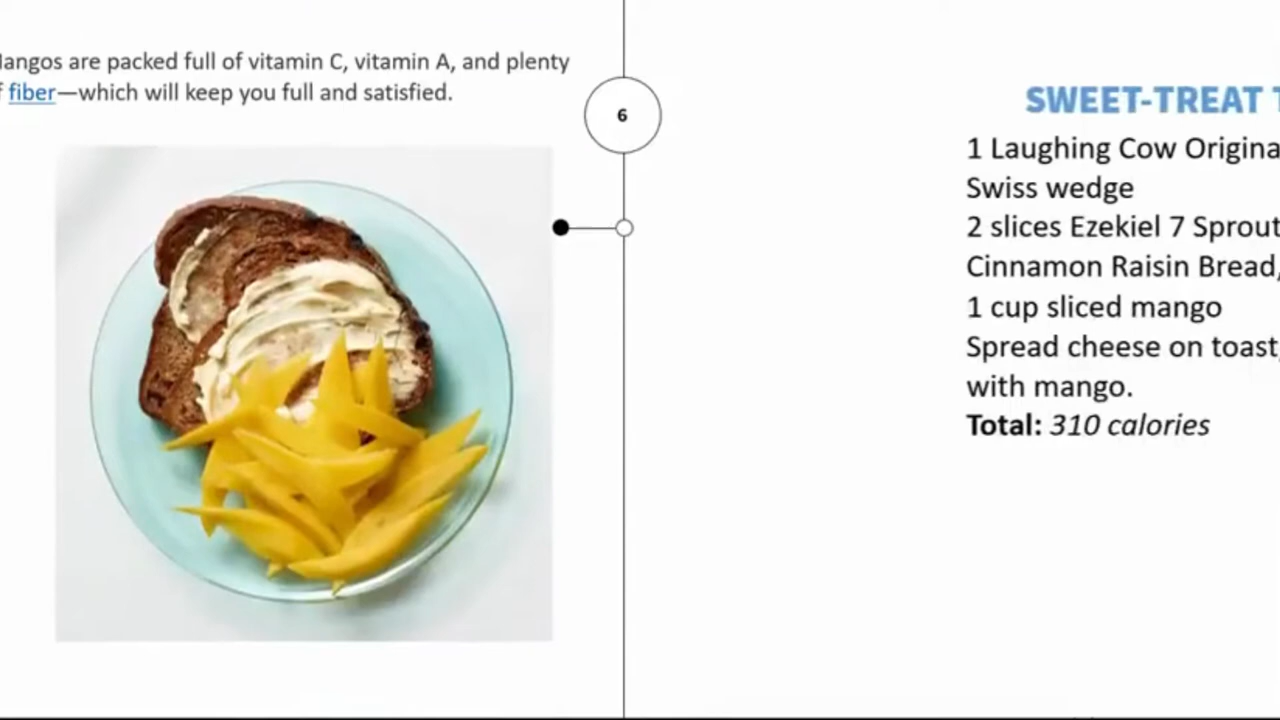 angos are packed full of vitamin C, vitamin A, and plenty
fiber—which will keep you full and satisfied.
6
SWEET-TREAT
1 Laughing Cow Origina
Swiss wedge
2 slices Ezekiel 7 Sprout
Cinnamon Raisin Bread,
1 cup sliced mango
Spread cheese on toast,
with mango.
Total: 310 calories